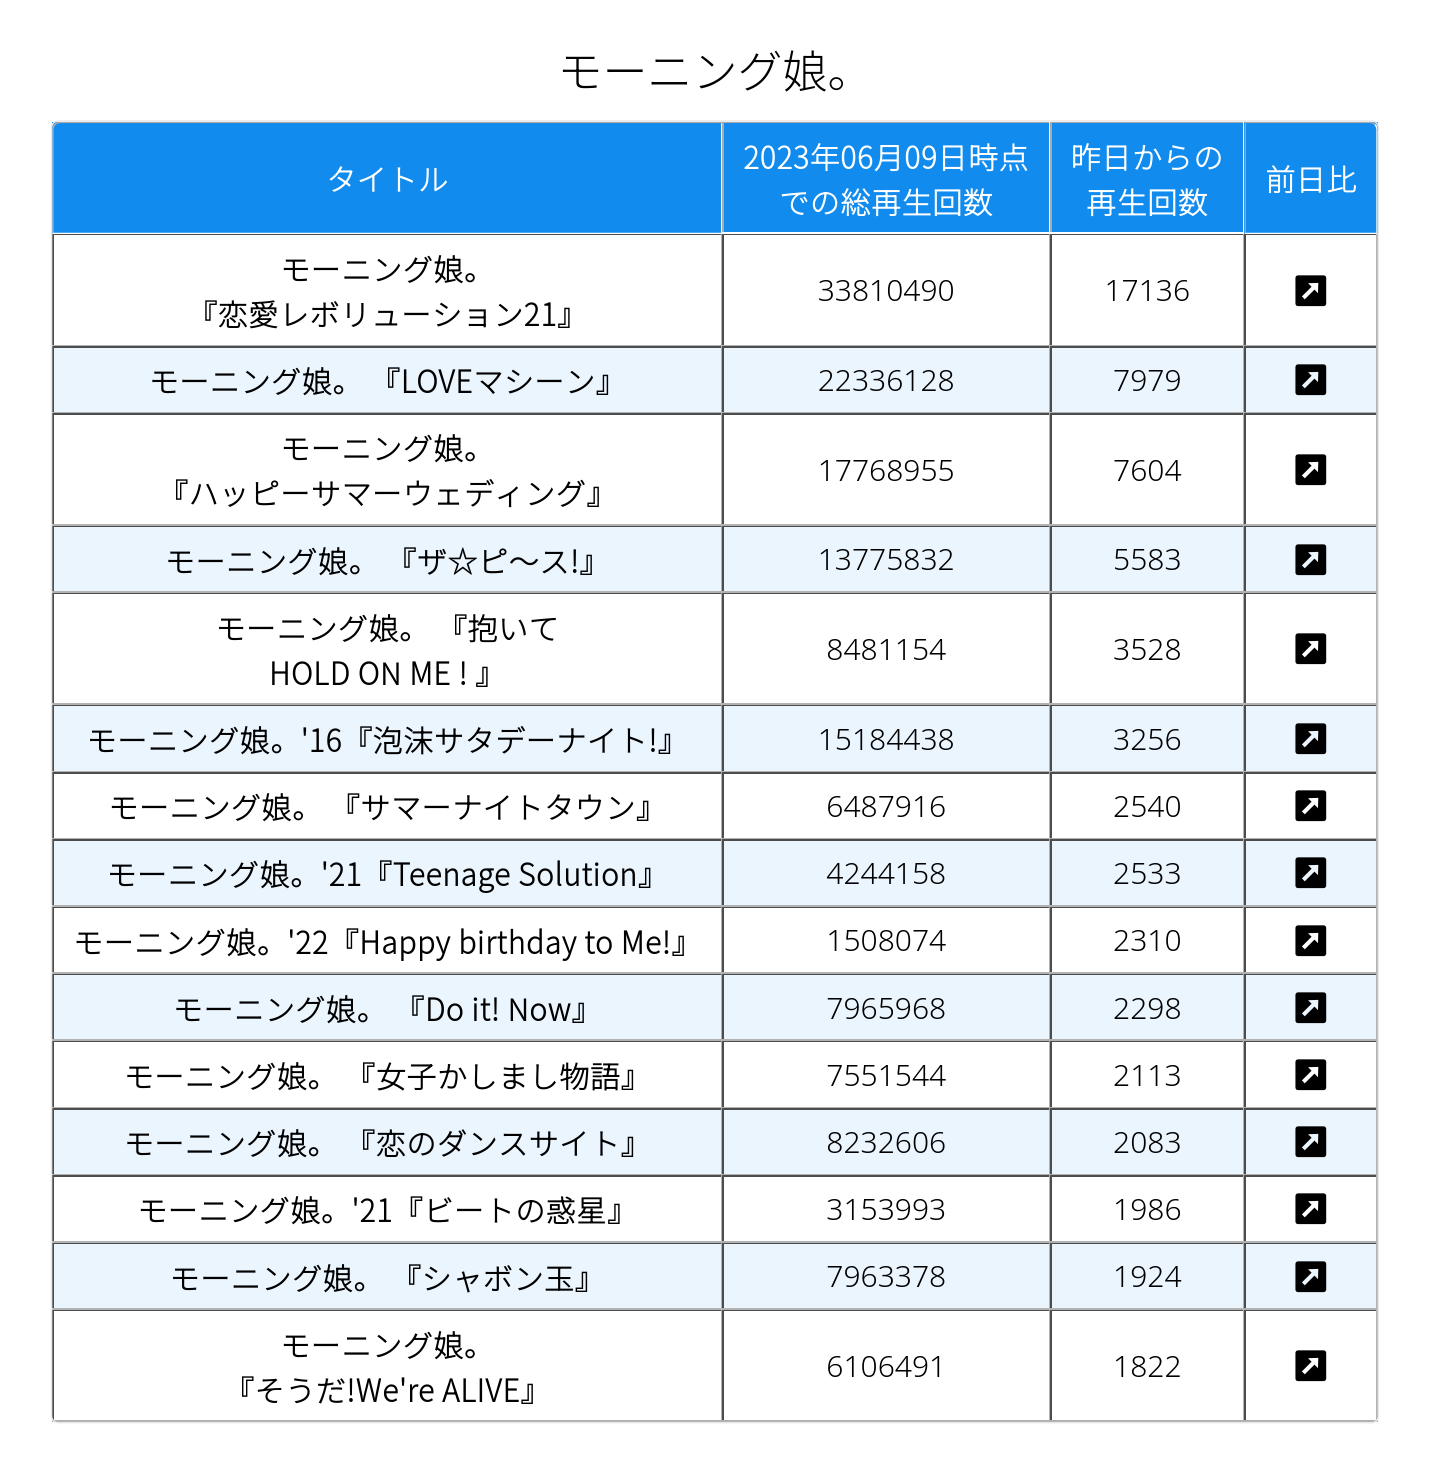 モーニング娘。
タイトル
2023年06月09日時点
での総再生回数
昨日からの
再生回数
前日比
モーニング娘。
『恋愛レボリューション21』
33810490
17136
モーニング娘。 『LOVEマシーン』
22336128
7979
モーニング娘。
『ハッピーサマーウェディング』
17768955
7604
モーニング娘。 『ザ☆ピ〜ス!』
13775832
5583
モーニング娘。 『抱いて
HOLD ON ME ! 』
8481154
3528
モーニング娘。'16『泡沫サタデーナイト!』
15184438
3256
モーニング娘。 『サマーナイトタウン』
6487916
2540
モーニング娘。'21『Teenage Solution』
4244158
2533
モーニング娘。'22『Happy birthday to Me!』
1508074
2310
モーニング娘。 『Do it! Now』
7965968
2298
モーニング娘。 『女子かしまし物語』
7551544
2113
モーニング娘。 『恋のダンスサイト』
8232606
2083
モーニング娘。'21『ビートの惑星』
3153993
1986
モーニング娘。 『シャボン玉』
7963378
1924
モーニング娘。
『そうだ!We're ALIVE』
6106491
1822